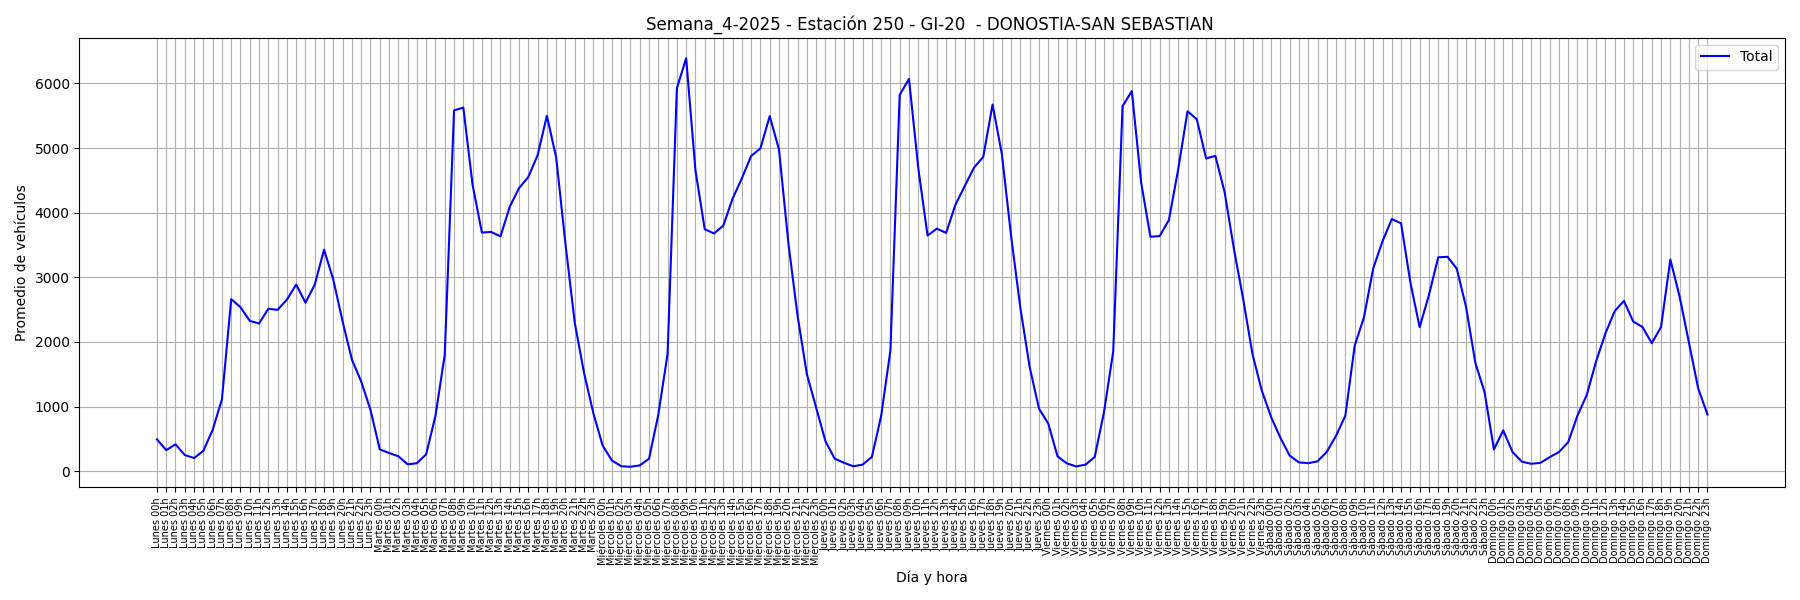 Semana_4-2025 - Estación 250 - GI-20 - DONOSTIA-SAN SEBASTIAN
Total
Promedio de vehículos
6000
5000
4000
3000
2000
1000
0
Lunes 00h
Lunes 01h
Lunes 02h
Lunes 03h
Lunes 04h
Lunes 05h
Lunes 06h
Lunes 07h
Lunes 08h
Lunes 09h
Lunes 10h
Lunes 11h
Lunes 12h
Lunes 13h
Lunes 14h
Lunes 15h
Lunes 16h
Lunes 17h
Lunes 18h
Lunes 19h
Lunes 20h
Lunes 21h
Lunes 22h
Lunes 23h
Martes 00h
Martes 01h
Martes 02h
Martes 03h
Martes 04h
Martes 05h
Martes 06h
Martes 07h
Martes 08h
Martes 09h
Martes 10h
Martes 11h
Martes 12h
Martes 13h
Martes 14h
Martes 15h
Martes 16h
Martes 17h
Martes 18h
Martes 19h
Martes 20h
Martes 21h
Martes 22h
Martes 23h
Miércoles 00h
Miércoles 01h
Miércoles 02h
Miércoles 03h
Miércoles 04h
Miércoles 05h
Miércoles 06h
Miércoles 07h
Miércoles 08h
Miércoles 09h
Miércoles 10h
Miércoles 11h
Miércoles 12h
Miércoles 13h
Miércoles 14h
Miércoles 15h
Miércoles 16h
Miércoles 17h
Miércoles 18h
Miércoles 19h
Miércoles 20h
Miércoles 21h
Miércoles 22h
Miércoles 23h
Jueves 00h
Jueves 01h
Jueves 02h
Jueves 03h
Jueves 04h
Jueves 05h
Jueves 06h
Jueves 07h
Jueves 08h
Jueves 09h
Jueves 10h
Jueves 11h
Jueves 12h
Jueves 13h
Jueves 14h
Jueves 15h
Jueves 16h
Jueves 17h
Jueves 18h
Jueves 19h
Jueves 20h
Jueves 21h
Jueves 22h
Jueves 23h
Viernes 00h
Viernes 01h
Viernes 02h
Viernes 03h
Viernes 04h
Viernes 05h
Viernes 06h
Viernes 07h
Viernes 08h
Viernes 09h
Viernes 10h
Viernes 11h
Viernes 12h
Viernes 13h
Viernes 14h
Viernes 15h
Viernes 16h
Viernes 17h
Viernes 18h
Viernes 19h
Viernes 20h
Viernes 21h
Viernes 22h
Viernes 23h
Sábado 00h
Sábado 01h
Sábado 02h
Sábado 03h
Sábado 04h
Sábado 05h
Sábado 06h
Sábado 07h
Sábado 08h
Sábado 09h
Sábado 10h
Sábado 11h
Sábado 12h
Sábado 13h
Sábado 14h
Sábado 15h
Sábado 16h
Sábado 17h
Sábado 18h
Sábado 19h
Sábado 20h
Sábado 21h
Sábado 22h
Sábado 23h
Domingo 00h
Domingo 01h
Domingo 02h
Domingo 03h
Domingo 04h
Domingo 05h
Domingo 06h
Domingo 07h
Domingo 08h
Domingo 09h
Domingo 10h
Domingo 11h
Domingo 12h
Domingo 13h
Domingo 14h
Domingo 15h
Domingo 16h
Domingo 17h
Domingo 18h
Domingo 19h
Domingo 20h
Domingo 21h
Domingo 22h
Domingo 23h
Día y hora